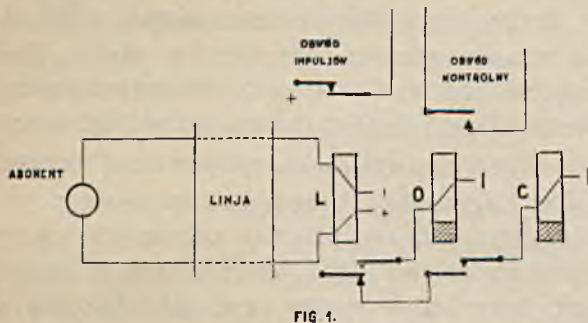 OBWÓD
IMPULSÓW
OBWÓD
KONTROLNY
+
ABONENT
LINJA
L
+
O
C
FIG 1.